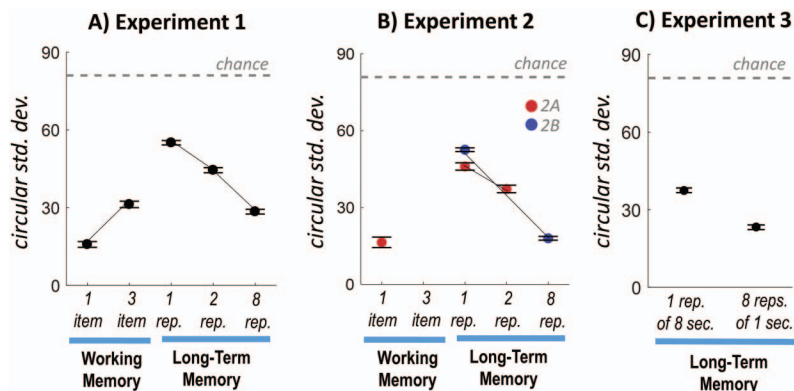 A) Experiment 1
90
60
30
0
circular std. dev.
chance
1 item
3 item
1 rep.
2 rep.
8 rep.
Working Memory
Long-Term Memory
B) Experiment 2
90
60
30
0
circular std. dev.
chance
2A
2B
1 item
3 item
1 rep.
2 rep.
8 rep.
Working Memory
Long-Term Memory
C) Experiment 3
90
60
30
0
circular std. dev.
chance
1 rep. of 8 sec.
8 reps. of 1 sec.
Long-Term Memory